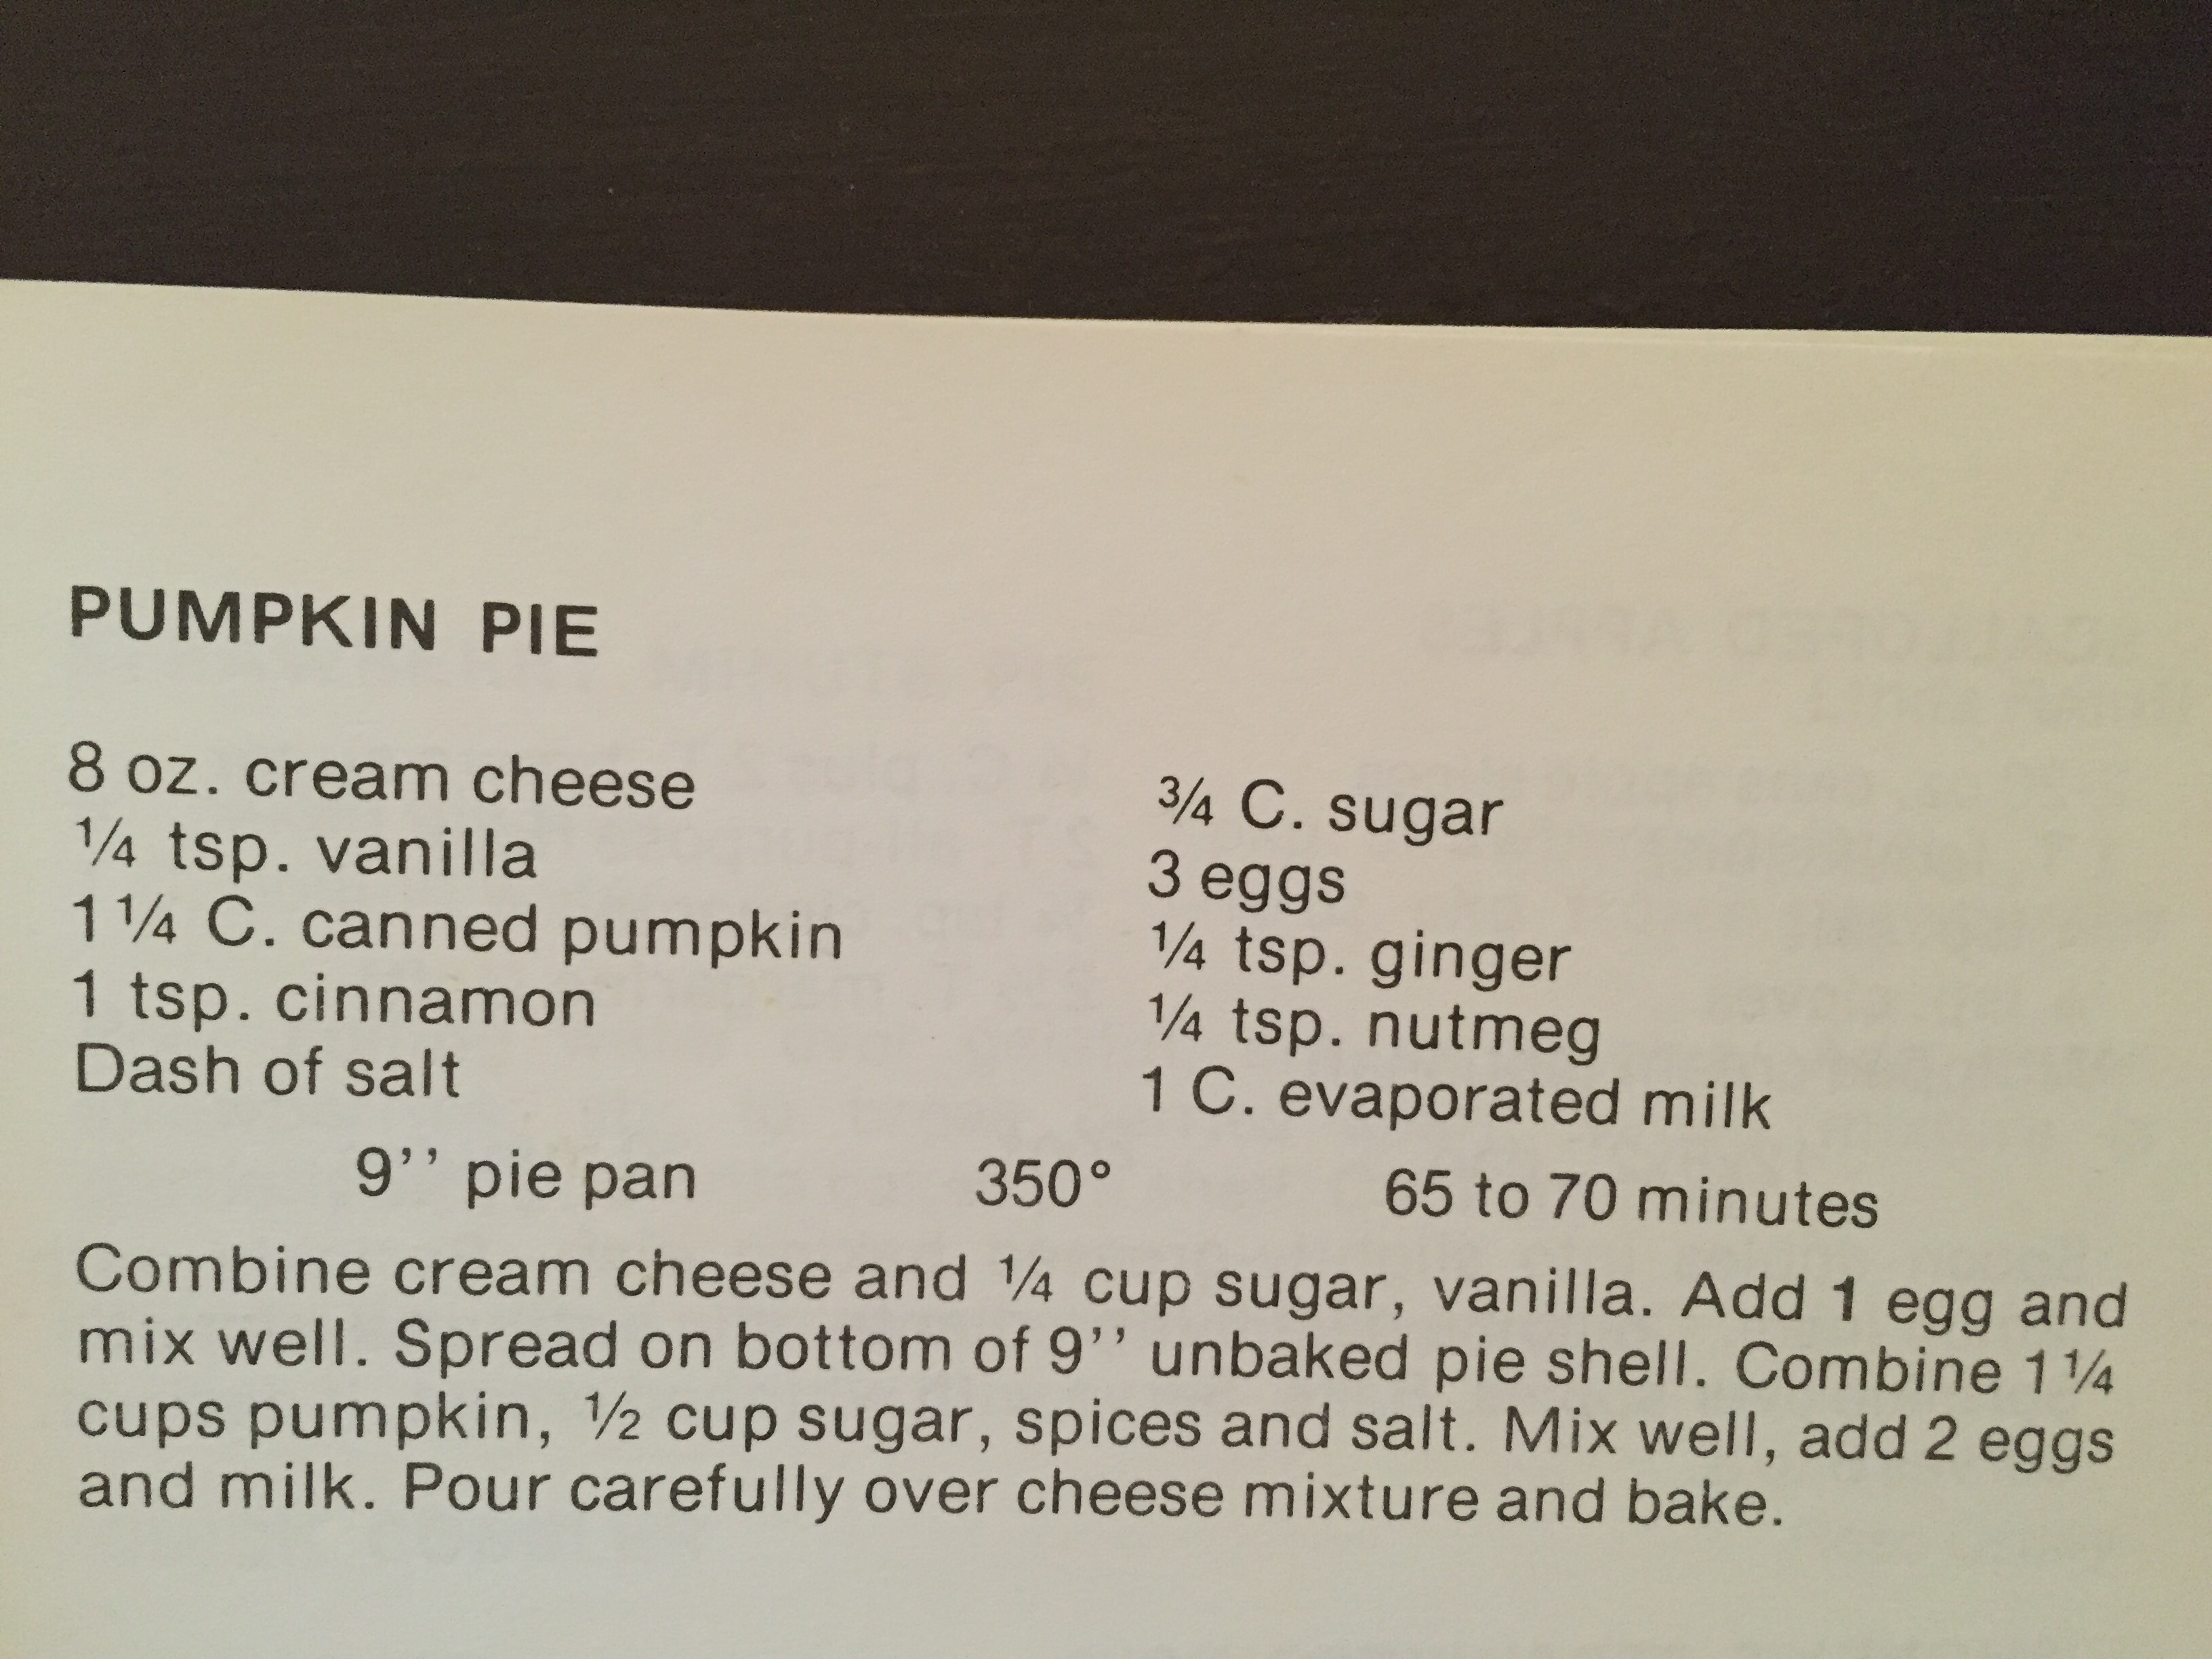 PUMPKIN PIE
8 oz. cream cheese
¼ tsp. vanilla
1 ¼ C. canned pumpkin
1 tsp. cinnamon
Dash of salt
¾ C. sugar
3 eggs
¼ tsp. ginger
¼ tsp. nutmeg
1 C. evaporated milk
9'' pie pan 350° 65 to 70 minutes
Combine cream cheese and ¼ cup sugar, vanilla. Add 1 egg and
mix well. Spread on bottom of 9'' unbaked pie shell. Combine 1 ¼
cups pumpkin, ½ cup sugar, spices and salt. Mix well, add 2 eggs
and milk. Pour carefully over cheese mixture and bake.